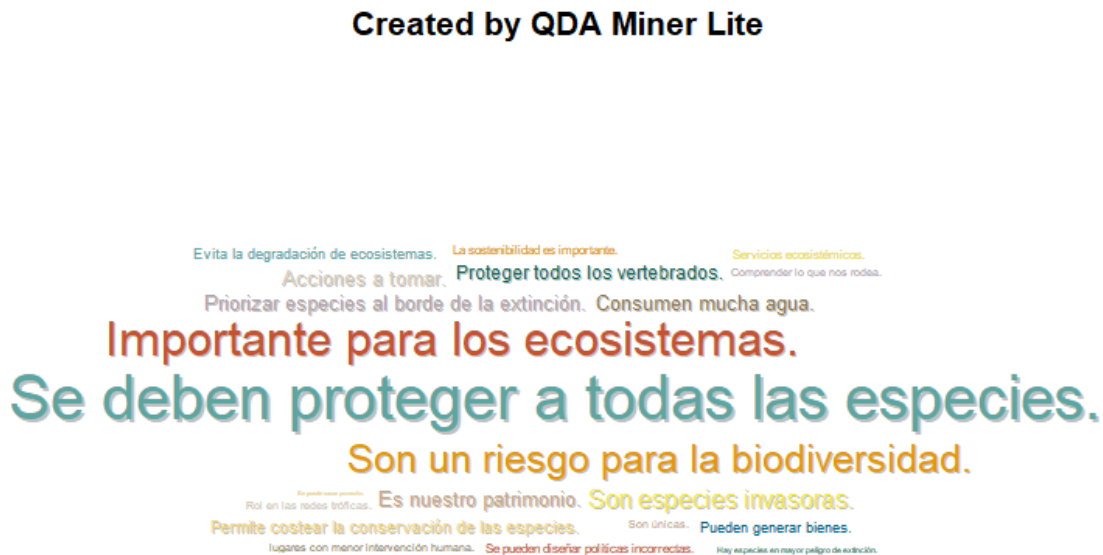 Created by QDA Miner Lite
Evita la degradación de ecosistemas. La sostenibilidad es importante. Servicios ecosistémicos.
Acciones a tomar. Proteger todos los vertebrados. Comprender lo que nos rodea.
Priorizar especies al borde de la extinción. Consumen mucha agua.
Importante para los ecosistemas.
Se deben proteger a todas las especies.
Son un riesgo para la biodiversidad.
Rol en las redes tróficas. Es nuestro patrimonio. Son especies invasoras.
Permite costear la conservación de las especies. Son únicas. Pueden generar bienes.
lugares con menor intervención humana. Se pueden diseñar políticas incorrectas. Hay especies en mayor peligro de extinción.